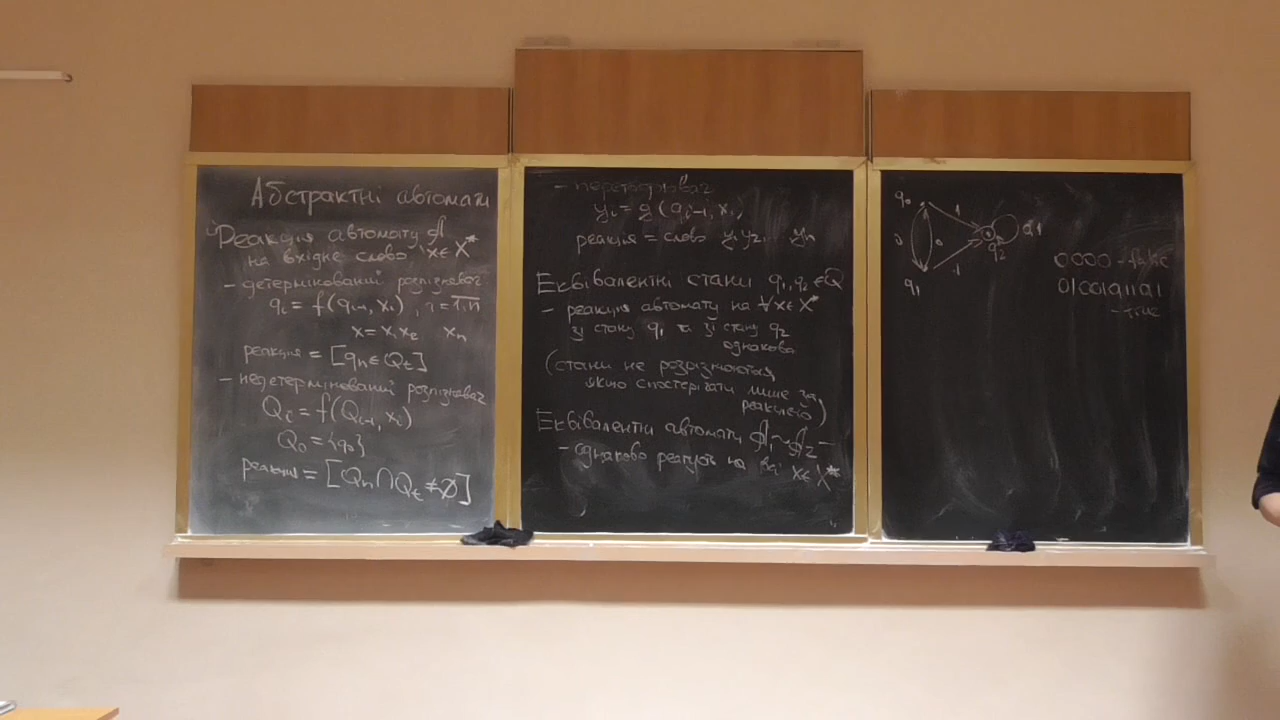 Абстрактні автомати
Реакція автомату A
на вхідне слово x∈X*
- детермінований розпізнавач
qi = f(qi-1, xi), i=1,n
x=x1x2 xn
реакція = [qn∈Qt]
- недетермінований розпізнавач
Qi = f(Qi-1, xi)
Q0 = {q0}
реакція = [Qn∩Qt≠∅]
- перетворювач
yi = g(qi-1, xi)
реакція = слово y1y2... yn
Еквівалентні стани q1,q2∈Q
- реакція автомату на ∀x∈X*
зі стану q1 та зі стану q2
однакова
(стани не розрізняються,
якщо спостерігати лише за
реакцією)
Еквівалентні автомати A1~A2 -
- однаково реагують на всі x∈X*
q0
1
0
0
q2
0,1
1
q1
0000 - false
- true